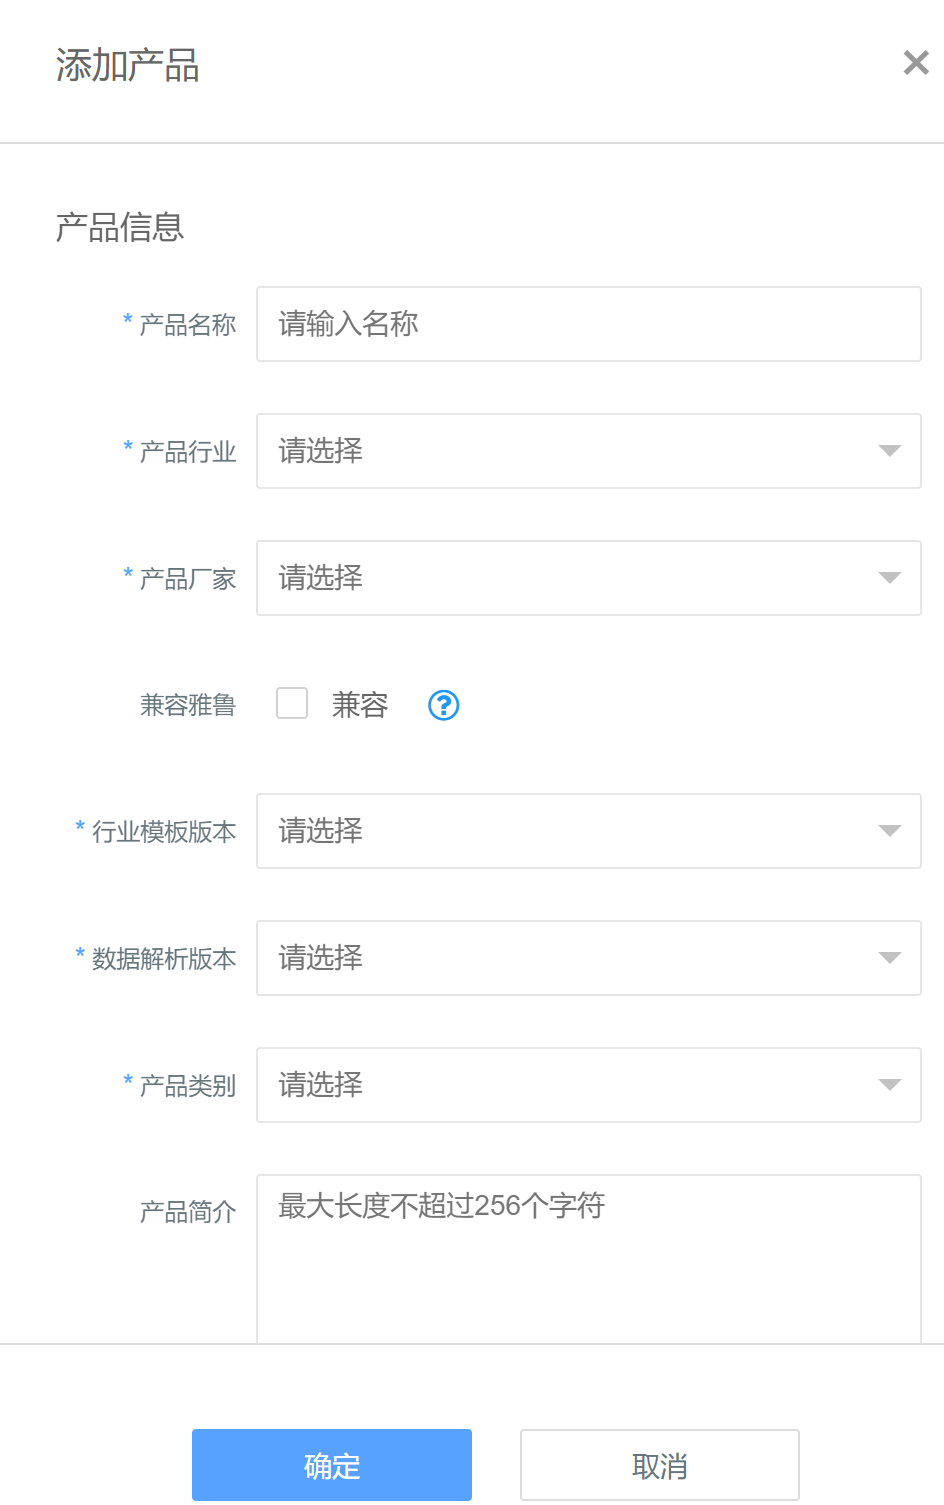 添加产品
产品信息
* 产品名称 请输入名称
* 产品行业 请选择
* 产品厂家 请选择
兼容雅鲁 兼容
* 行业模板版本 请选择
* 数据解析版本 请选择
* 产品类别 请选择
产品简介 最大长度不超过256个字符
确定 取消